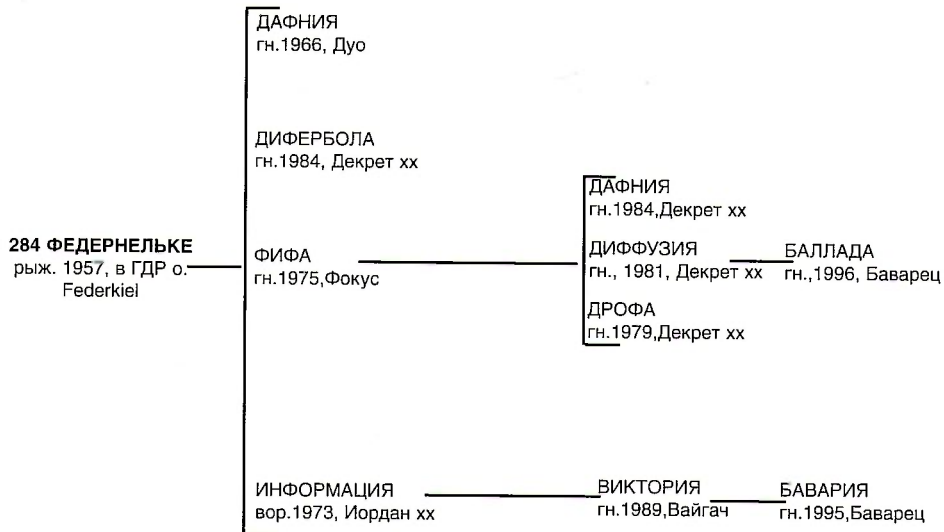 ДАФНИЯ
гн.1966, Дуо
ДИФЕРБОЛА
гн.1984, Декрет хх
284 ФЕДЕРНЕЛЬКЕ
рыж. 1957, в ГДР о.
Federkiel
ФИФА
гн.1975,Фокус
ДАФНИЯ
гн.1984,Декрет хх
ДИФФУЗИЯ
гн., 1981, Декрет хх
ДРОФА
гн.1979,Декрет хх
БАЛЛАДА
гн.,1996, Баварец
ИНФОРМАЦИЯ
вор.1973, Иордан хх
ВИКТОРИЯ
гн.1989,Вайгач
БАВАРИЯ
гн.1995,Баварец